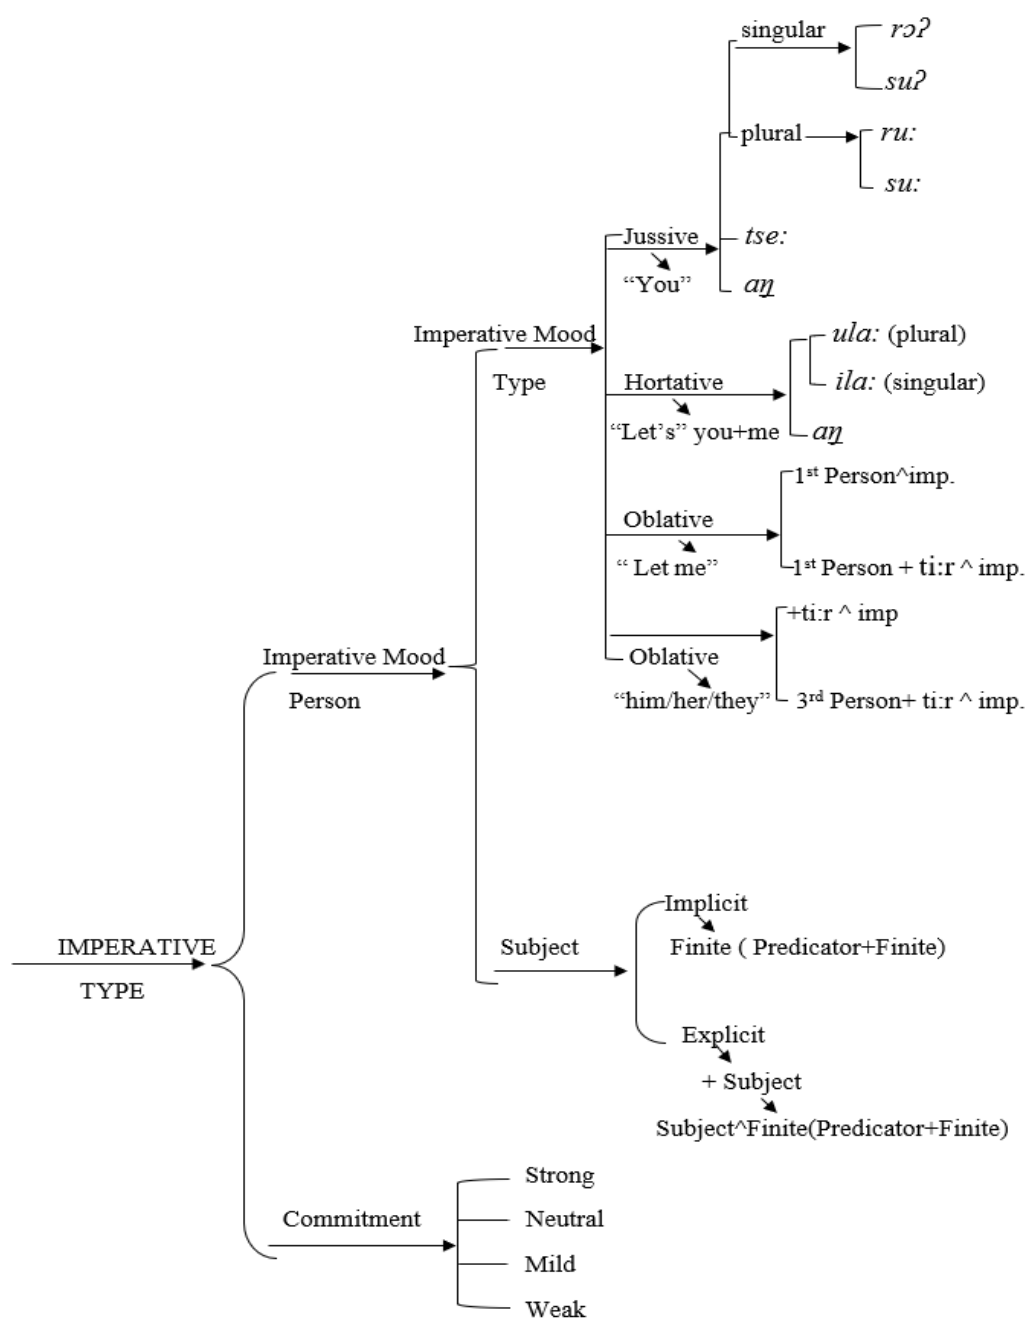 singular
rɔʔ
suʔ
plural
ru:
su:
Jussive
tse:
“You”
aŋ
Imperative Mood
Type
ula: (plural)
Hortative
ila: (singular)
“Let’s” you+me
aŋ
1st Person^imp.
Oblative
“ Let me”
1st Person + ti:r ^ imp.
+ti:r ^ imp
Oblative
“him/her/they”
3rd Person+ ti:r ^ imp.
Imperative Mood
Person
Implicit
Subject
Finite ( Predicator+Finite)
IMPERATIVE
TYPE
Explicit
+ Subject
Subject^Finite(Predicator+Finite)
Strong
Commitment
Neutral
Mild
Weak